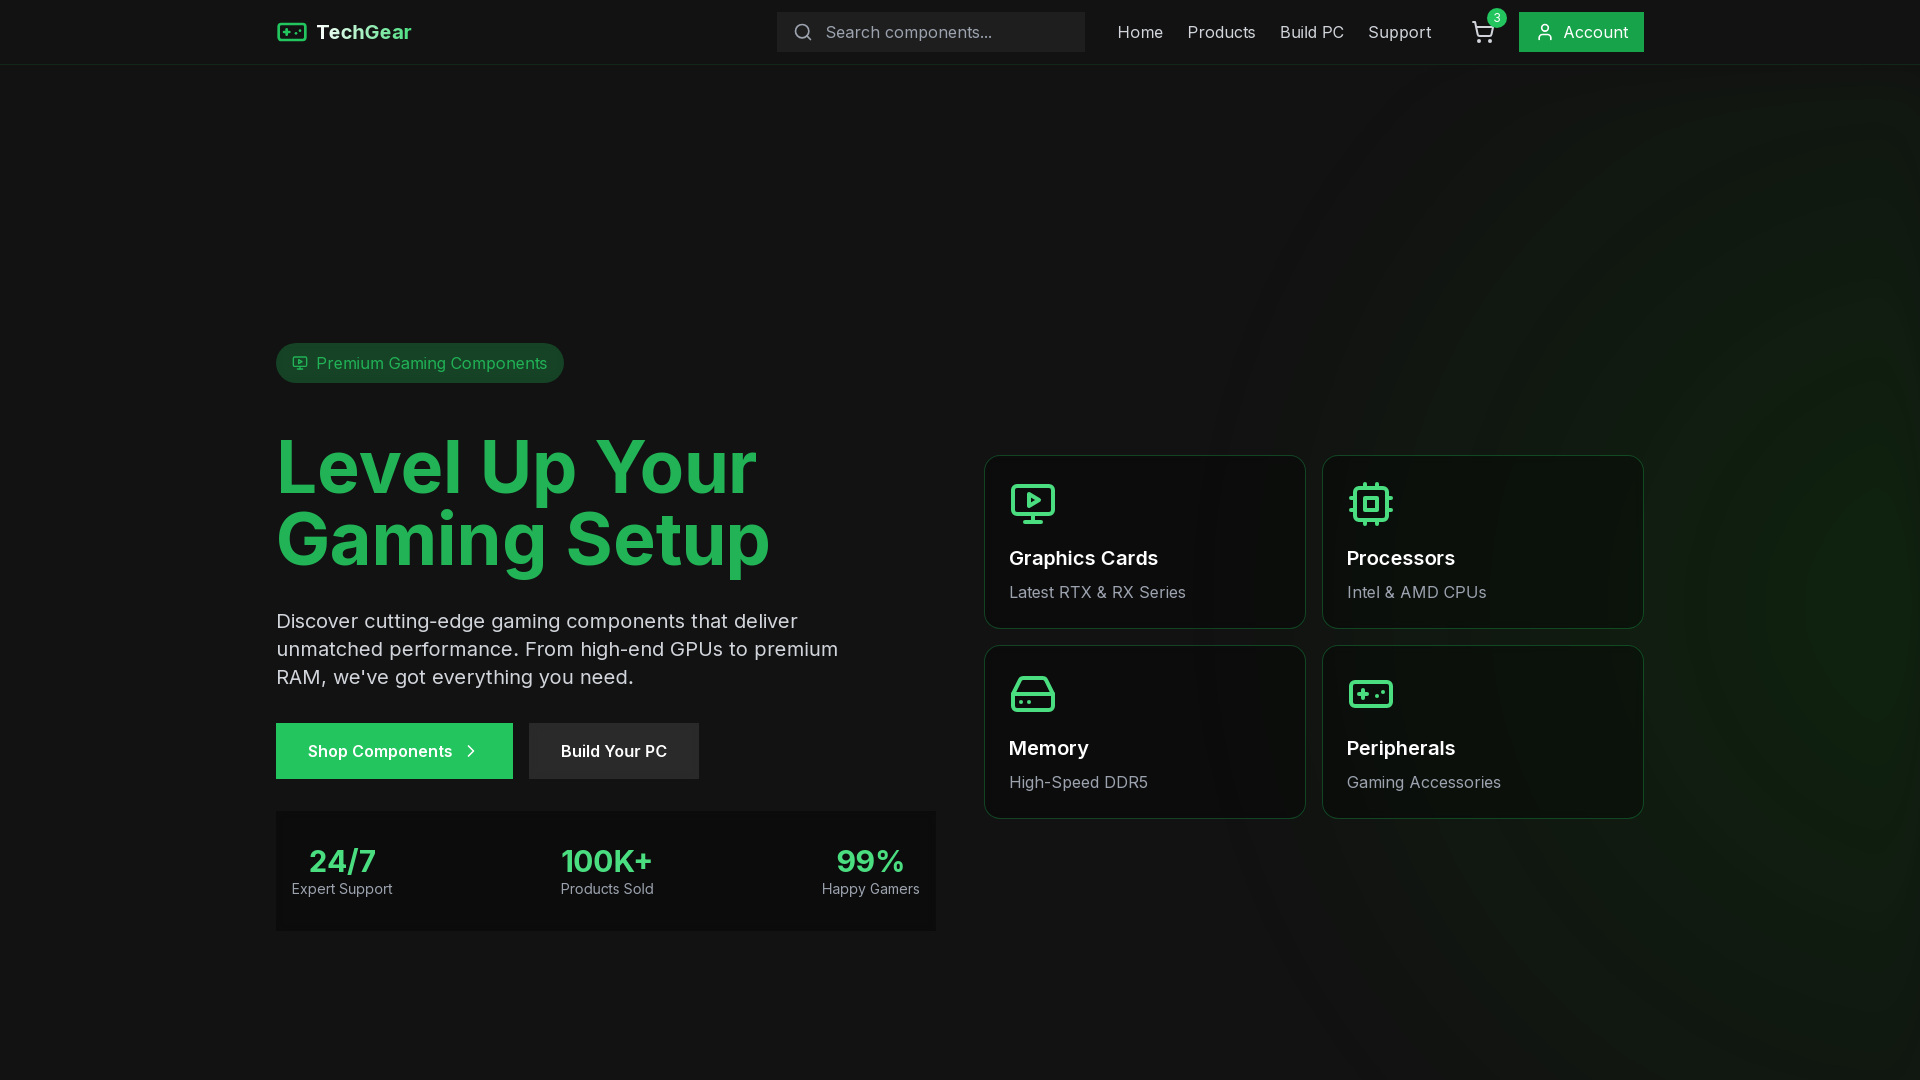 TechGear
Search components...
Home
Products
Build PC
Support
3
Account
Premium Gaming Components
Level Up Your
Gaming Setup
Discover cutting-edge gaming components that deliver
unmatched performance. From high-end GPUs to premium
RAM, we've got everything you need.
Shop Components
Build Your PC
24/7
Expert Support
100K+
Products Sold
99%
Happy Gamers
Graphics Cards
Latest RTX & RX Series
Processors
Intel & AMD CPUs
Memory
High-Speed DDR5
Peripherals
Gaming Accessories